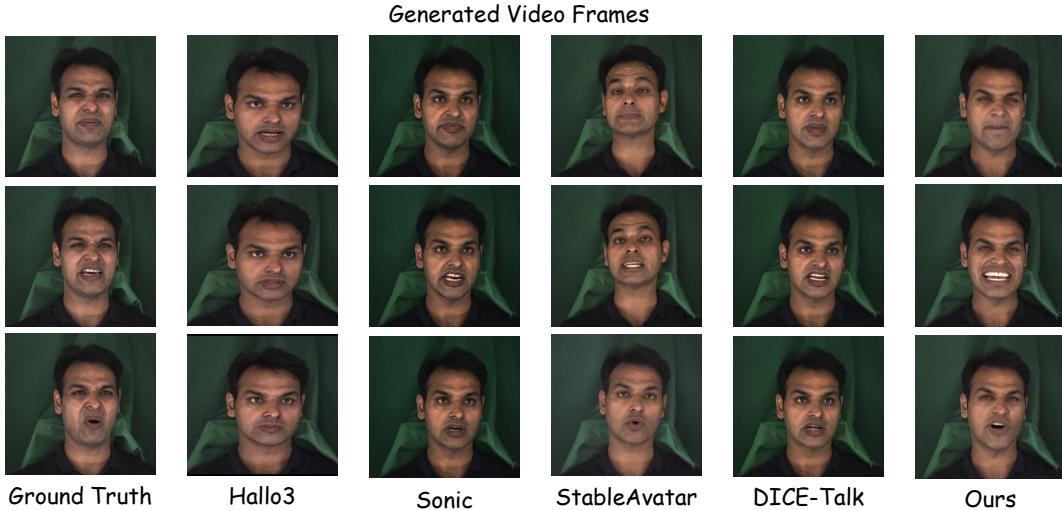 Generated Video Frames
Ground Truth
Hallo3
Sonic
StableAvatar
DICE-Talk
Ours